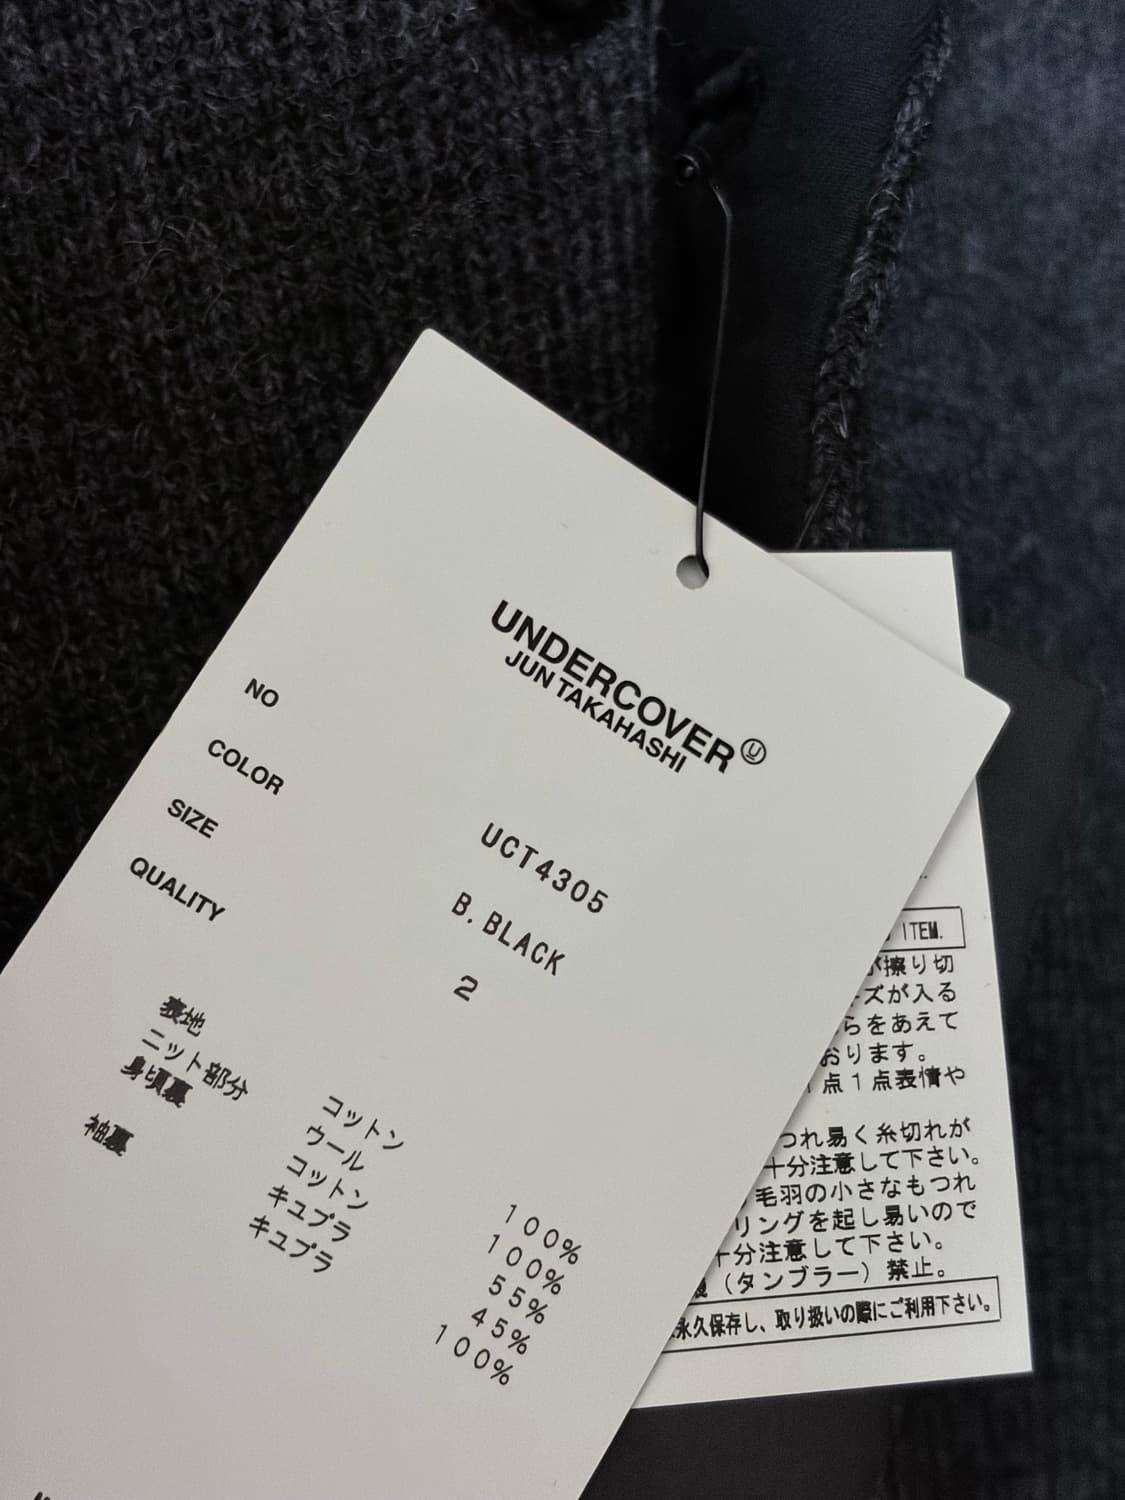 UNDERCOVER
JUN TAKAHASHI
NO UCT4305
COLOR B.BLACK
SIZE 2
QUALITY
表地 コットン 100%
ニット部分 ウール 100%
身頃裏 コットン 55%
キュプラ 45%
袖裏 キュプラ 100%
ITEM.
が擦り切
ズが入る
らをあえて
おります。
1点1点表情や
つれ易く糸切れが
十分注意して下さい。
毛羽の小さなもつれ
リングを起し易いので
十分注意して下さい。
(タンブラー)禁止。
永久保存し、取り扱いの際にご利用下さい。